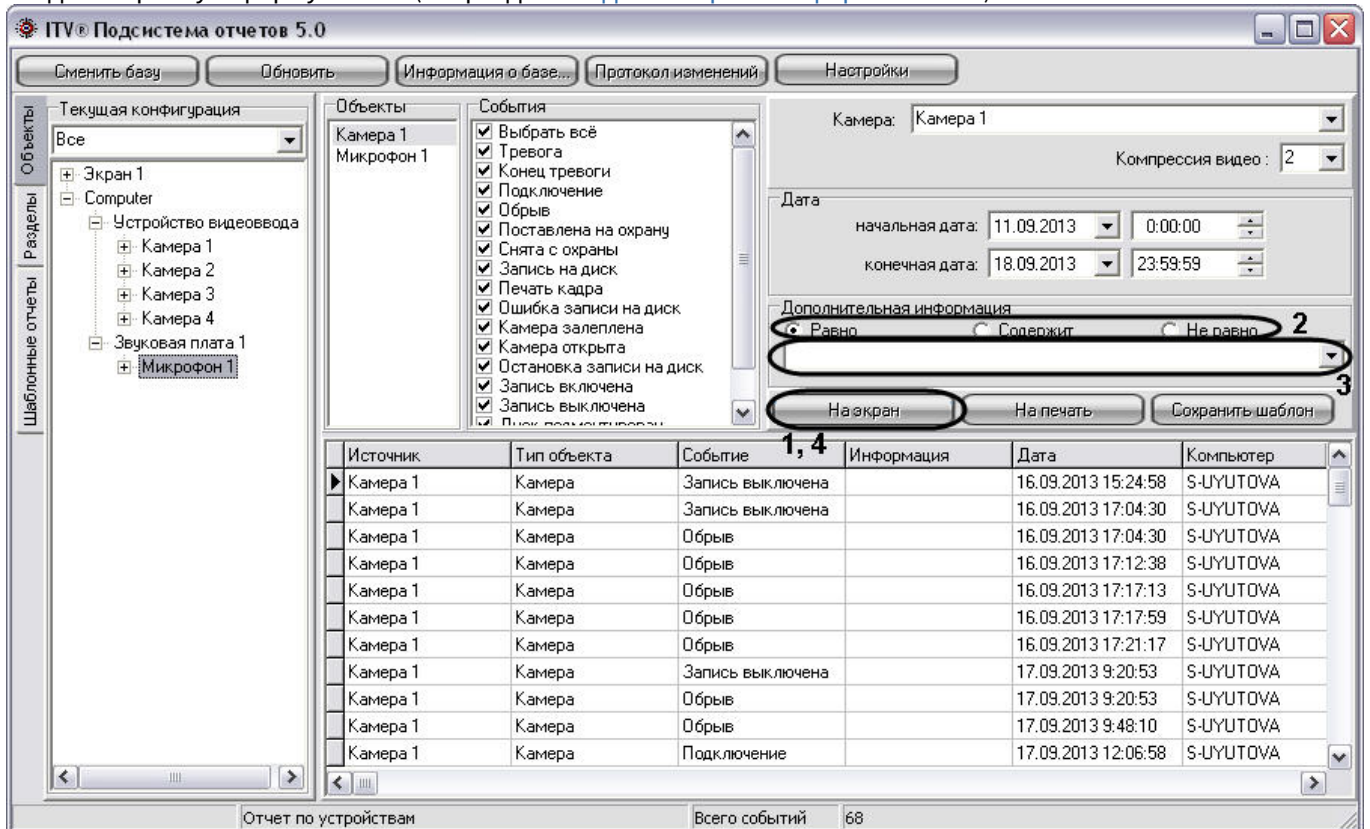 ITV® Подсистема отчетов 5.0
Сменить базу
Обновить
Информация о базе...
Протокол изменений
Настройки
Объекты
Разделы
Шаблонные отчеты
Текущая конфигурация
Все
Экран 1
Computer
Устройство видеоввода
Камера 1
Камера 2
Камера 3
Камера 4
Звуковая плата 1
Микрофон 1
Объекты
Камера 1
Микрофон 1
События
Выбрать всё
Тревога
Конец тревоги
Подключение
Обрыв
Поставлена на охрану
Снята с охраны
Запись на диск
Печать кадра
Ошибка записи на диск
Камера залеплена
Камера открыта
Остановка записи на диск
Запись включена
Запись выключена
Камера: Камера 1
Компрессия видео : 2
Дата
начальная дата: 11.09.2013 0:00:00
конечная дата: 18.09.2013 23:59:59
Дополнительная информация
Равно Содержит Не равно 2
3
На экран
На печать
Сохранить шаблон
1, 4
Источник Тип объекта Событие Информация Дата Компьютер
Камера 1 Камера Запись выключена 16.09.2013 15:24:58 S-UYUTOVA
Камера 1 Камера Запись выключена 16.09.2013 17:04:30 S-UYUTOVA
Камера 1 Камера Обрыв 16.09.2013 17:04:30 S-UYUTOVA
Камера 1 Камера Обрыв 16.09.2013 17:12:38 S-UYUTOVA
Камера 1 Камера Обрыв 16.09.2013 17:17:13 S-UYUTOVA
Камера 1 Камера Обрыв 16.09.2013 17:17:59 S-UYUTOVA
Камера 1 Камера Обрыв 16.09.2013 17:21:17 S-UYUTOVA
Камера 1 Камера Запись выключена 17.09.2013 9:20:53 S-UYUTOVA
Камера 1 Камера Обрыв 17.09.2013 9:20:53 S-UYUTOVA
Камера 1 Камера Обрыв 17.09.2013 9:48:10 S-UYUTOVA
Камера 1 Камера Подключение 17.09.2013 12:06:58 S-UYUTOVA
Отчет по устройствам
Всего событий 68